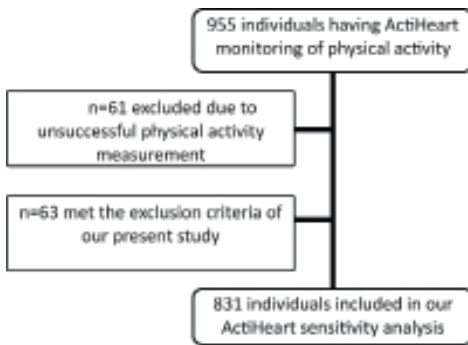 955 individuals having ActiHeart
monitoring of physical activity
n=61 excluded due to
unsuccessful physical activity
measurement
n=63 met the exclusion criteria of
our present study
831 individuals included in our
ActiHeart sensitivity analysis